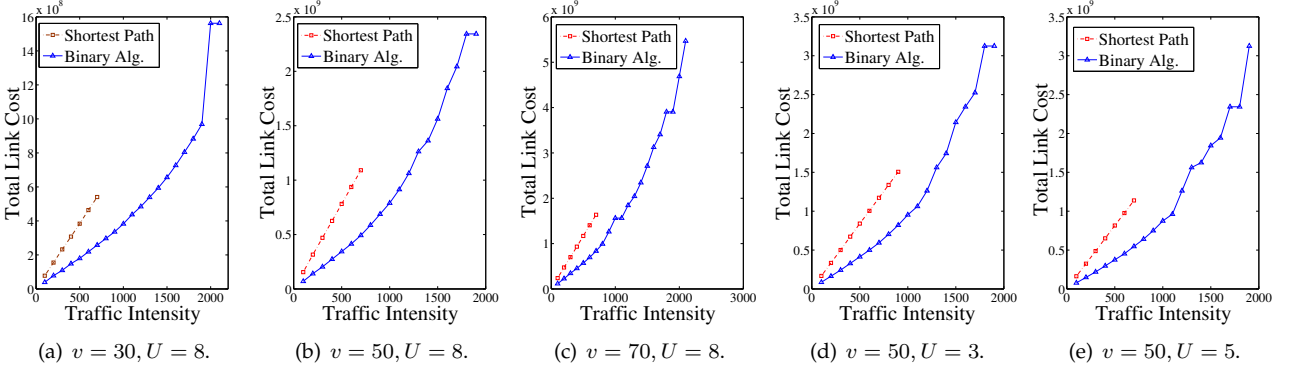 x 10^8
16
14
12
10
8
6
4
2
0
0 500 1000 1500 2000
Total Link Cost
Traffic Intensity
Shortest Path
Binary Alg.
(a) v = 30, U = 8.
x 10^9
2.5
2
1.5
1
0.5
0
0 500 1000 1500 2000
Total Link Cost
Traffic Intensity
Shortest Path
Binary Alg.
(b) v = 50, U = 8.
x 10^9
6
5
4
3
2
1
0
0 1000 2000 3000
Total Link Cost
Traffic Intensity
Shortest Path
Binary Alg.
(c) v = 70, U = 8.
x 10^9
3.5
3
2.5
2
1.5
1
0.5
0
0 500 1000 1500 2000
Total Link Cost
Traffic Intensity
Shortest Path
Binary Alg.
(d) v = 50, U = 3.
x 10^9
3.5
3
2.5
2
1.5
1
0.5
0
0 500 1000 1500 2000
Total Link Cost
Traffic Intensity
Shortest Path
Binary Alg.
(e) v = 50, U = 5.